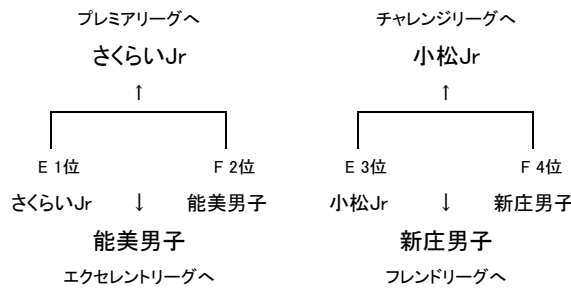 プレミアリーグへ
さくらいJr
↑
E 1位 F 2位
さくらいJr ↓ 能美男子
能美男子
エクセレントリーグへ
チャレンジリーグへ
小松Jr
↑
E 3位 F 4位
小松Jr ↓ 新庄男子
新庄男子
フレンドリーグへ